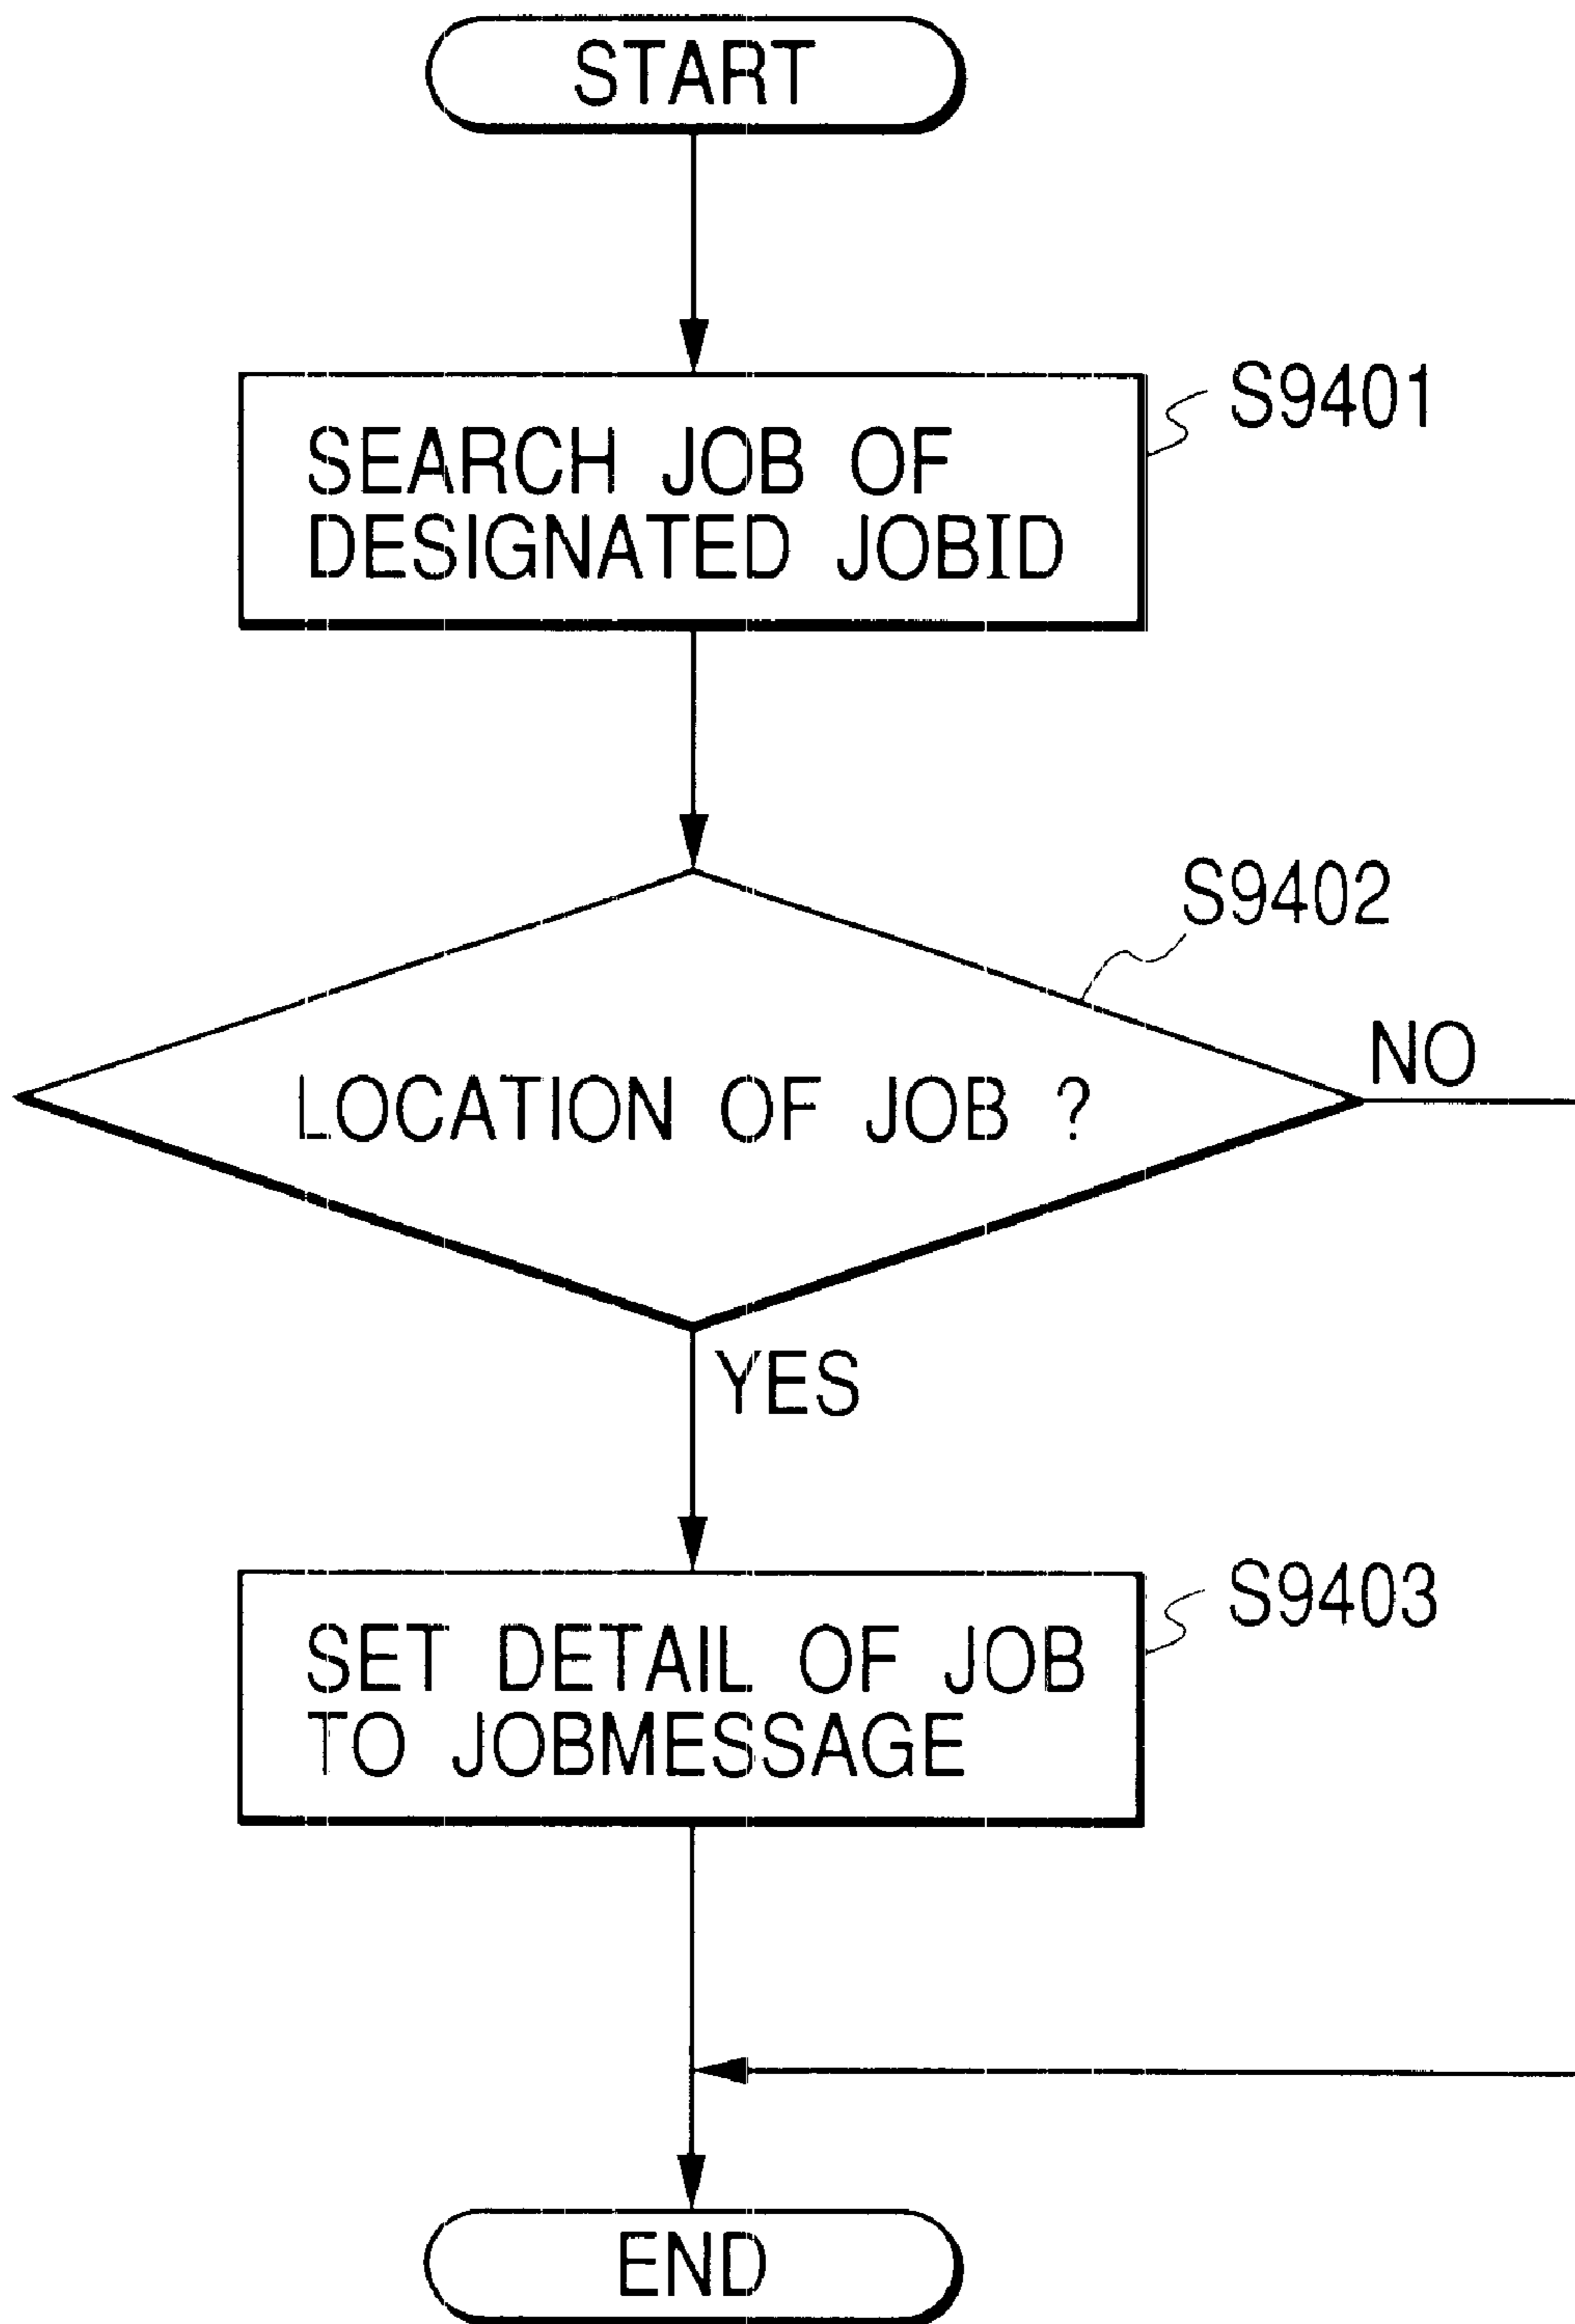 START
S9401
SEARCH JOB OF
DESIGNATED JOBID
S9402
NO
LOCATION OF JOB ?
YES
S9403
SET DETAIL OF JOB
TO JOBMESSAGE
END